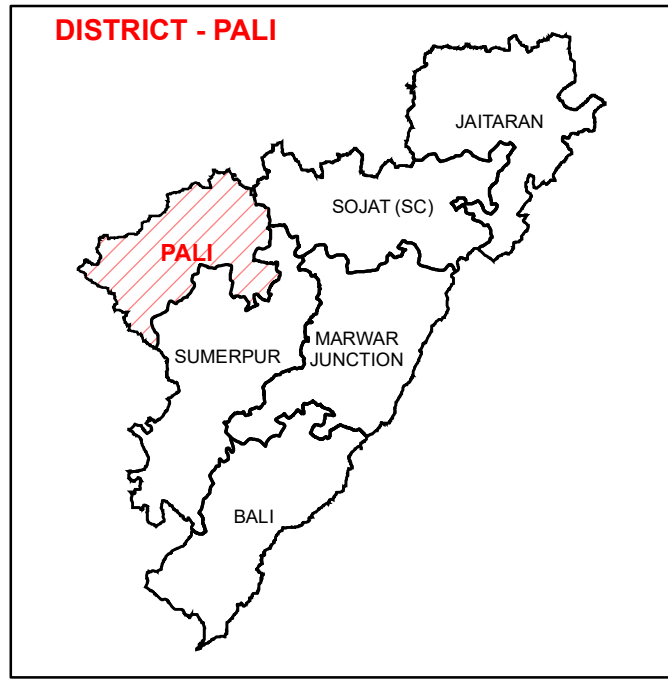 DISTRICT - PALI
JAITARAN
SOJAT (SC)
PALI
MARWAR
JUNCTION
SUMERPUR
BALI